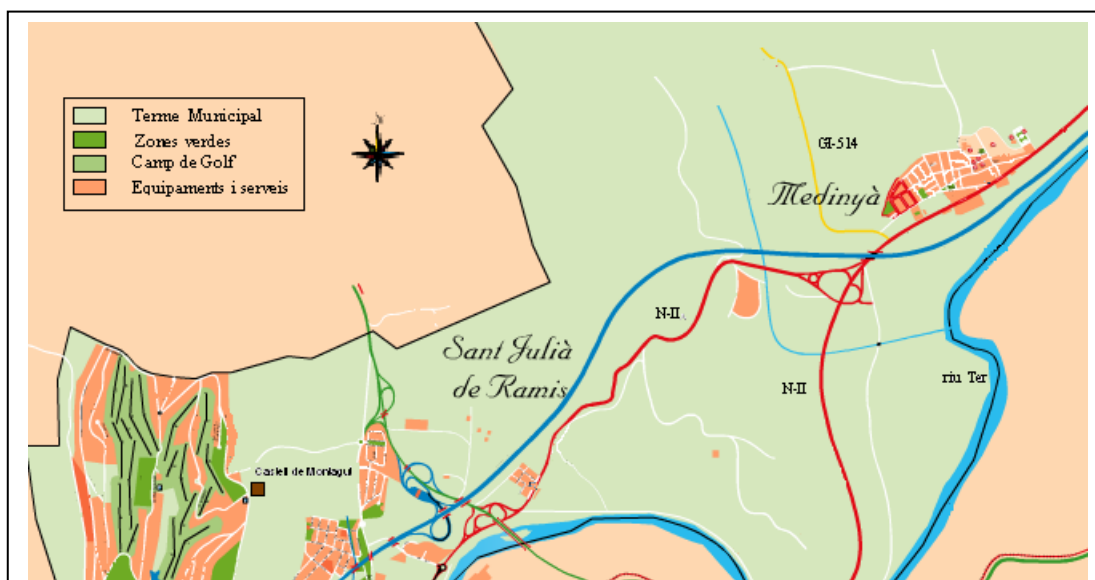 Terme Municipal
Zones verdes
Camp de Golf
Equipaments i serveis
GI-514
Medinyà
N-II
Sant Julià
de Ramis
N-II
riu Ter
Castell de Montagut